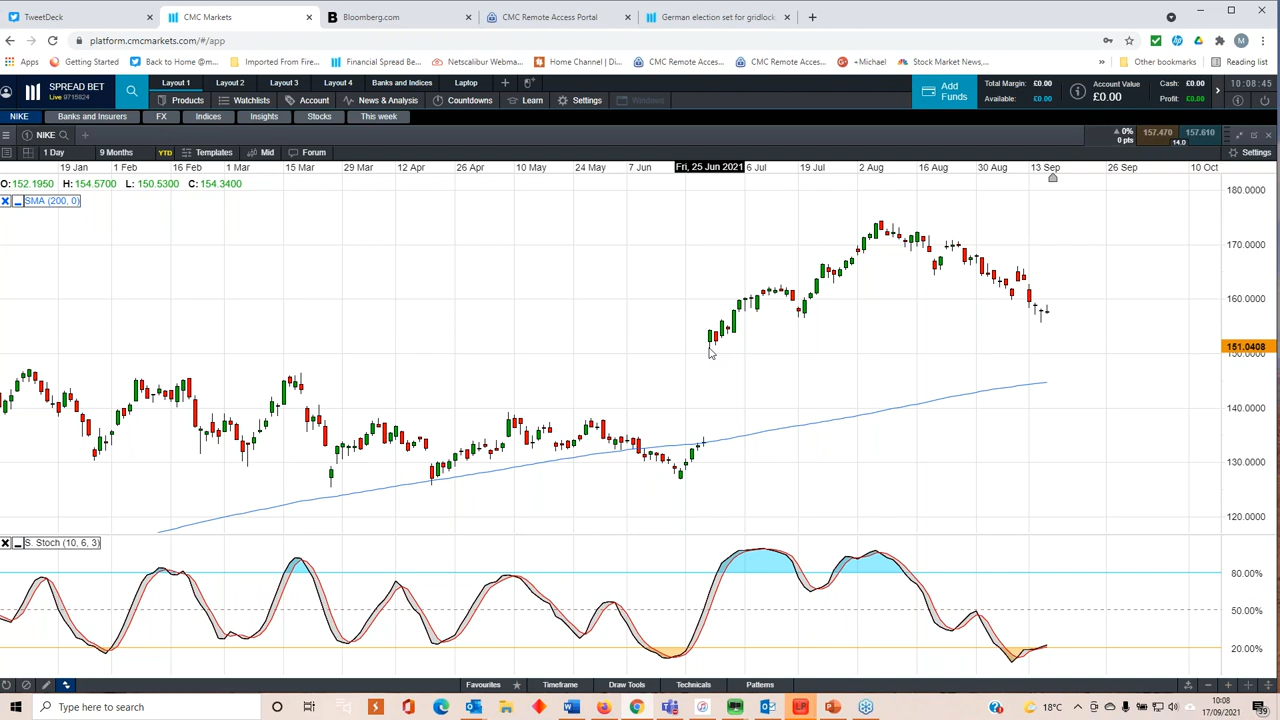 TweetDeck
CMC Markets
Bloomberg.com
CMC Remote Access Portal
German election set for gridlock
platform.cmcmarkets.com/#/app
Apps
Getting Started
Back to Home @m...
Imported From Fire...
Financial Spread Be...
Netscalibur Webma...
Home Channel | Di...
CMC Remote Acces...
CMC Remote Acces...
+Michael
Stock Market News,...
»
Other bookmarks
Reading list
SPREAD BET
Live 9715824
Layout 1
Layout 2
Layout 3
Layout 4
Banks and Indices
Laptop
Products
Watchlists
Account
News & Analysis
Countdowns
Learn
Settings
Windows
Add Funds
Total Margin: £0.00
Available: £0.00
Account Value
£0.00
Cash: £0.00
Profit: £0.00
10:08:45
NIKE
Banks and Insurers
FX
Indices
Insights
Stocks
This week
NIKE
0%
0 pts
157.470
157.610
14.0
1 Day
9 Months
YTD
Templates
Mid
Forum
Settings
19 Jan
1 Feb
16 Feb
1 Mar
15 Mar
29 Mar
12 Apr
26 Apr
10 May
24 May
7 Jun
Fri, 25 Jun 2021
6 Jul
19 Jul
2 Aug
16 Aug
30 Aug
13 Sep
26 Sep
10 Oct
O: 152.1950 H: 154.5700 L: 150.5300 C: 154.3400
SMA (200, 0)
180.0000
170.0000
160.0000
151.0408
150.0000
140.0000
130.0000
120.0000
S. Stoch (10, 6, 3)
80.00%
50.00%
20.00%
Favourites
Timeframe
Draw Tools
Technicals
Patterns
Type here to search
18°C
10:08
17/09/2021